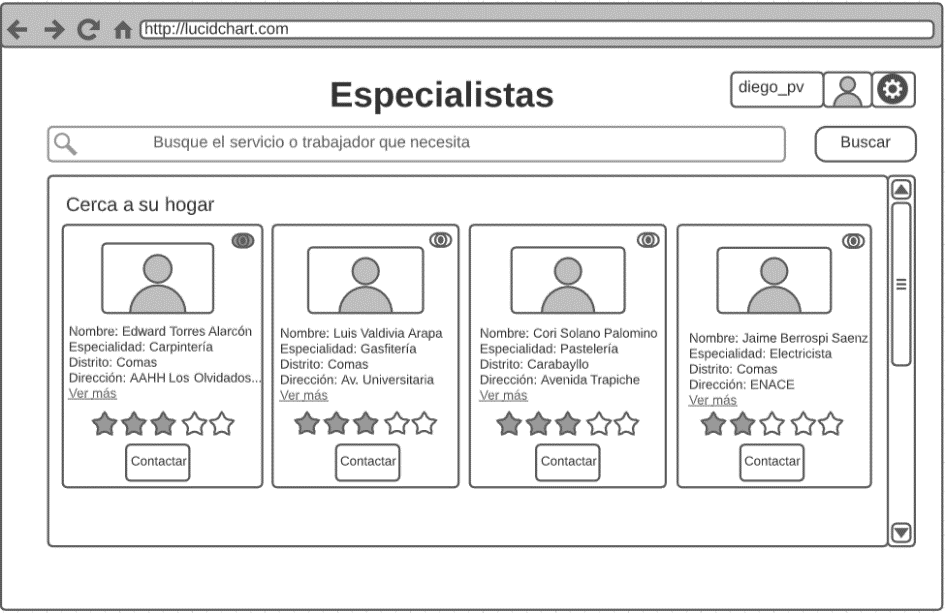 http://lucidchart.com
Especialistas
diego_pv
Busque el servicio o trabajador que necesita
Buscar
Cerca a su hogar
Nombre: Edward Torres Alarcón
Especialidad: Carpintería
Distrito: Comas
Dirección: AAHH Los Olvidados...
Ver más
Contactar
Nombre: Luis Valdivia Arapa
Especialidad: Gasfitería
Distrito: Comas
Dirección: Av. Universitaria
Ver más
Contactar
Nombre: Cori Solano Palomino
Especialidad: Pastelería
Distrito: Carabayllo
Dirección: Avenida Trapiche
Ver más
Contactar
Nombre: Jaime Berrospi Saenz
Especialidad: Electricista
Distrito: Comas
Dirección: ENACE
Ver más
Contactar